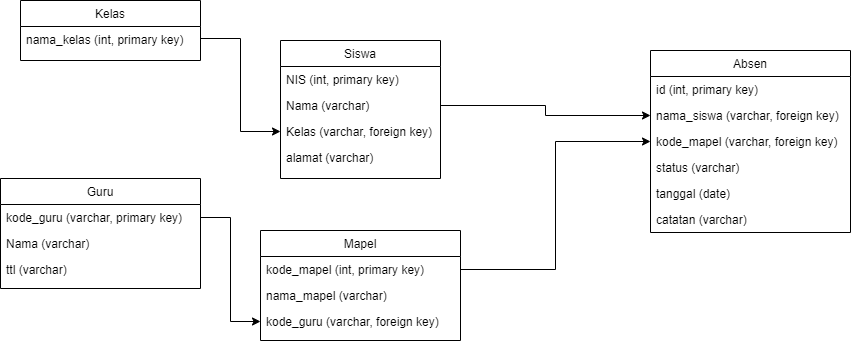 Kelas
nama_kelas (int, primary key)
Siswa
NIS (int, primary key)
Nama (varchar)
Kelas (varchar, foreign key)
alamat (varchar)
Absen
id (int, primary key)
nama_siswa (varchar, foreign key)
kode_mapel (varchar, foreign key)
status (varchar)
tanggal (date)
catatan (varchar)
Guru
kode_guru (varchar, primary key)
Nama (varchar)
ttl (varchar)
Mapel
kode_mapel (int, primary key)
nama_mapel (varchar)
kode_guru (varchar, foreign key)